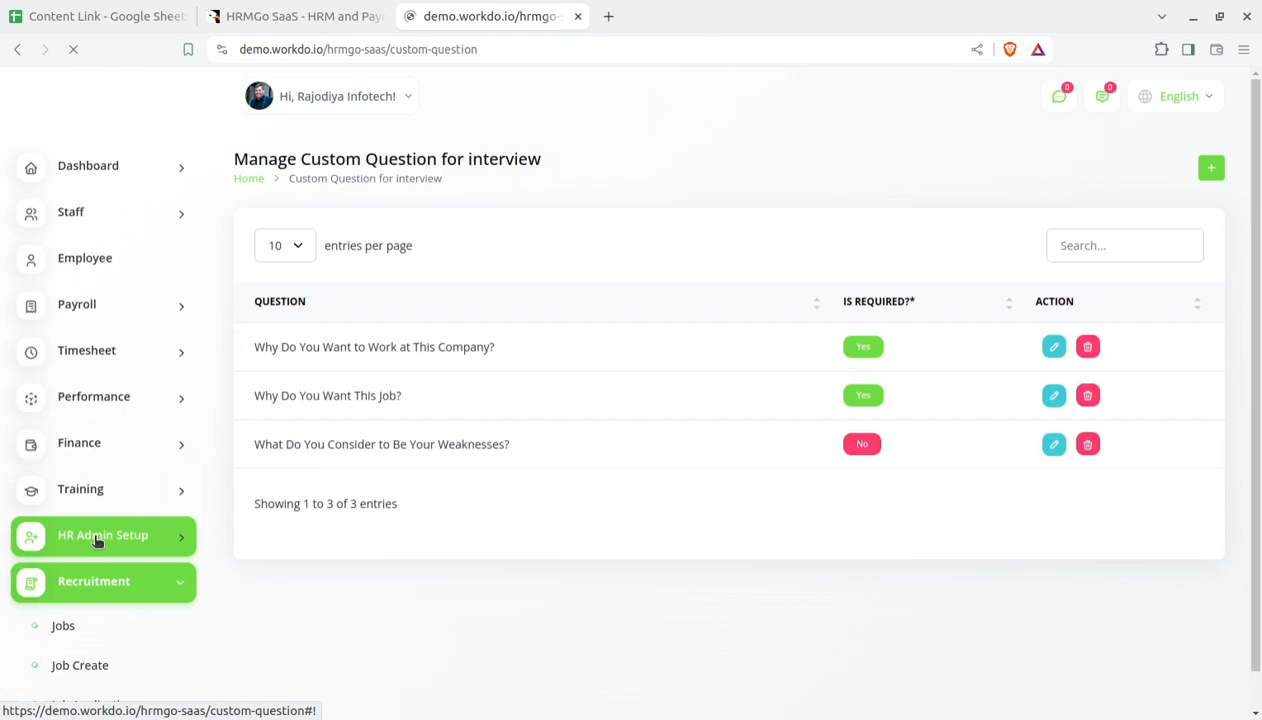 Content Link - Google Sheet
HRMGo SaaS - HRM and Payr
demo.workdo.io/hrmgo-s
demo.workdo.io/hrmgo-saas/custom-question
Hi, Rajodiya Infotech!
0
0
English
Manage Custom Question for interview
Home > Custom Question for interview
+
Dashboard
Staff
Employee
Payroll
Timesheet
Performance
Finance
Training
HR Admin Setup
Recruitment
Jobs
Job Create
10 entries per page
Search...
QUESTION IS REQUIRED?* ACTION
Why Do You Want to Work at This Company? Yes
Why Do You Want This Job? Yes
What Do You Consider to Be Your Weaknesses? No
Showing 1 to 3 of 3 entries
https://demo.workdo.io/hrmgo-saas/custom-question#!